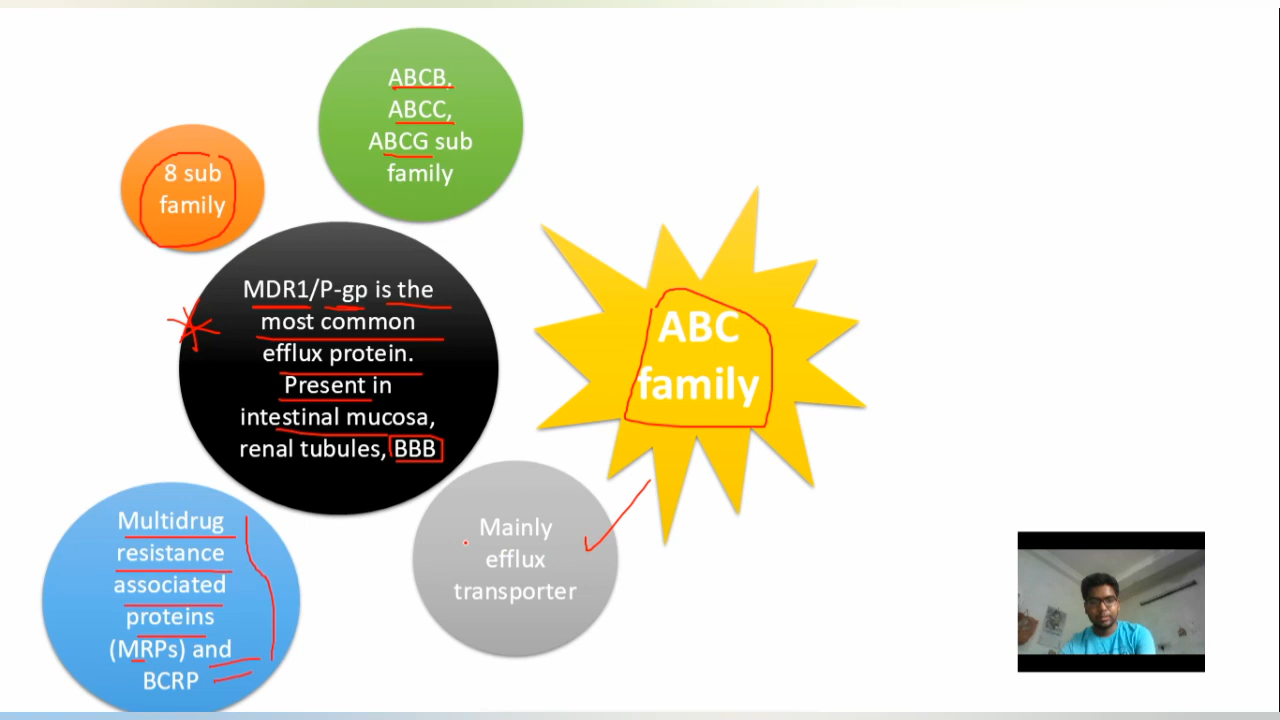 ABCB.
ABCC,
ABCG sub
family
8 sub
family
MDR1/P-gp is the
most common
efflux protein.
Present in
intestinal mucosa,
renal tubules, BBB
ABC
family
Multidrug
resistance
associated
proteins
(MRPs) and
BCRP
Mainly
efflux
transporter